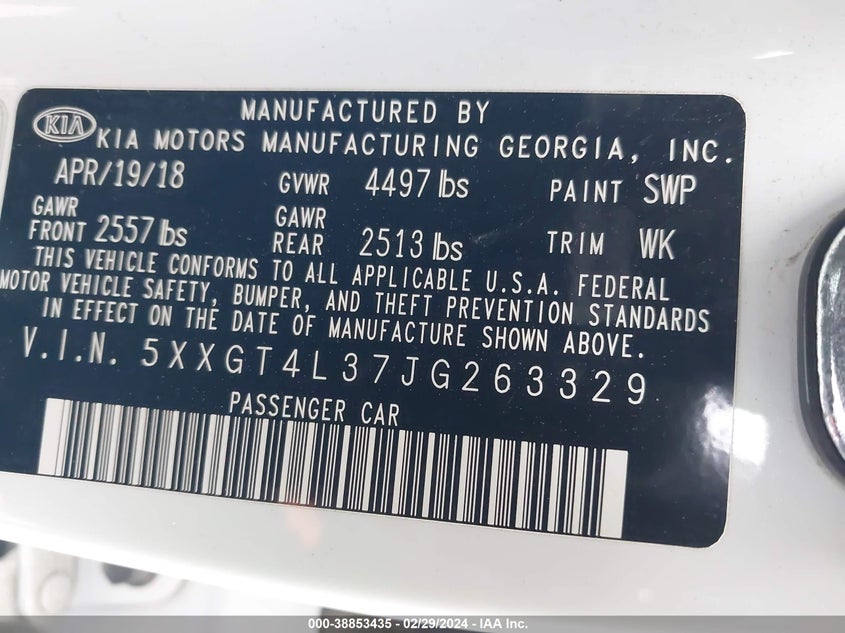 MANUFACTURED BY
KIA KIA MOTORS MANUFACTURING GEORGIA, INC.
APR/19/18 GVWR 4497 lbs PAINT SWP
GAWR FRONT 2557 lbs GAWR REAR 2513 lbs TRIM WK
THIS VEHICLE CONFORMS TO ALL APPLICABLE U.S.A. FEDERAL
MOTOR VEHICLE SAFETY, BUMPER, AND THEFT PREVENTION STANDARDS
IN EFFECT ON THE DATE OF MANUFACTURE SHOWN ABOVE.
V.I.N. 5XXGT4L37JG263329
PASSENGER CAR
000-38853435 - 02/29/2024 - IAA Inc.